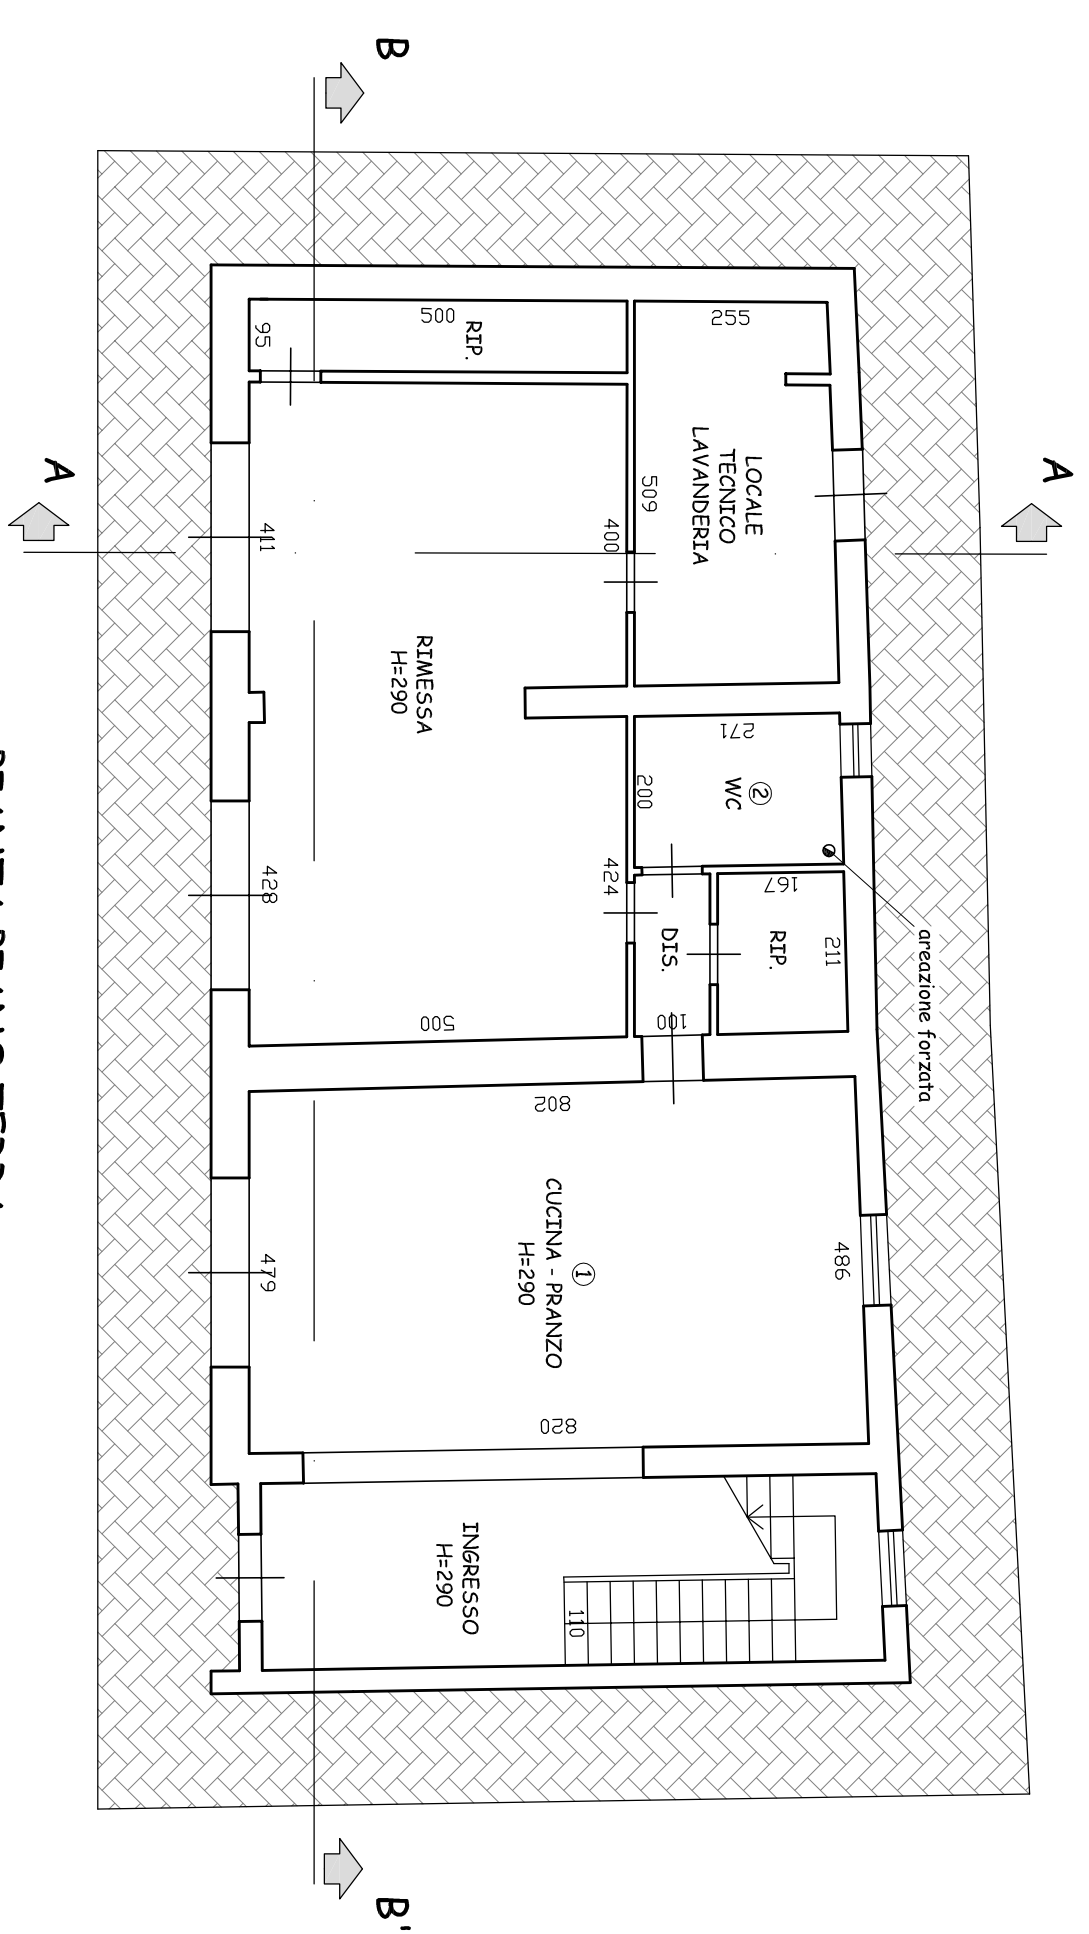 B
A
A
500
RIP.
95
255
LOCALE
TECNICO
LAVANDERIA
509
411
400
RIMESSA
H=290
271
200
2
WC
428
424
167
DIS.
RIP.
211
areazione forzata
500
100
802
1
CUCINA - PRANZO
H=290
479
486
820
INGRESSO
H=290
110
B'